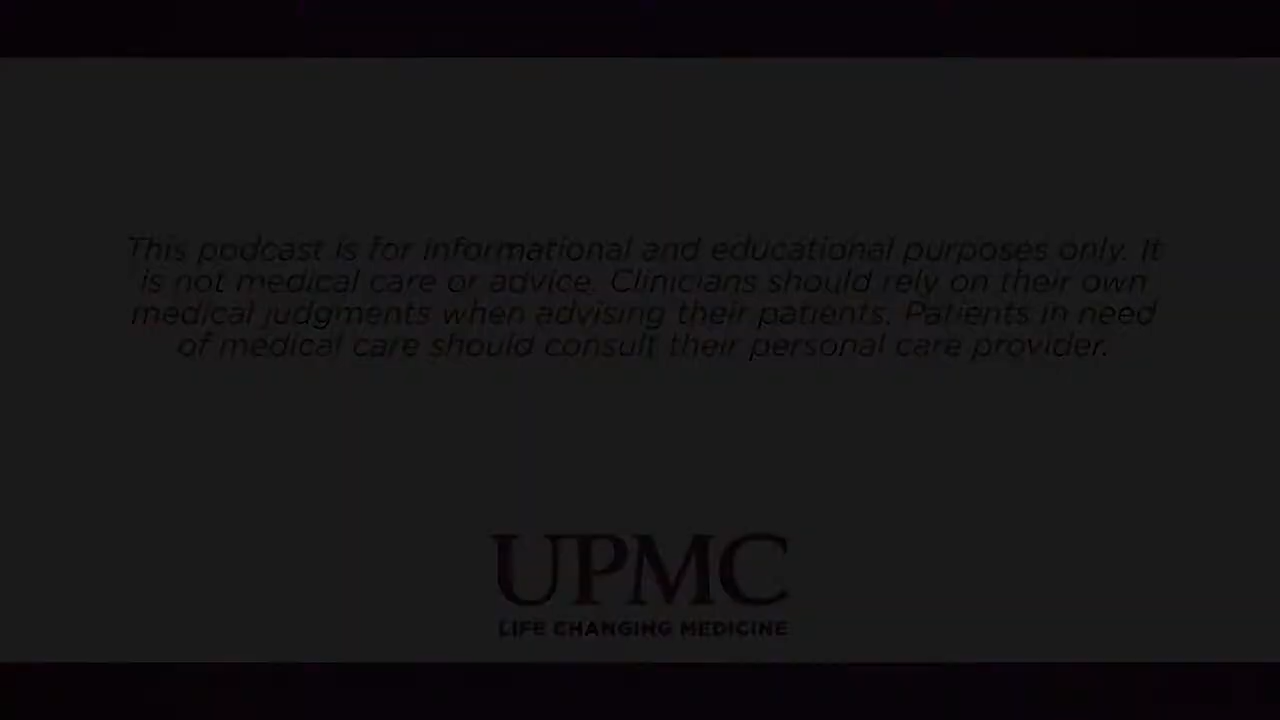 This podcast is for informational and educational purposes only. It
is not medical care or advice. Clinicians should rely on their own
medical judgments when advising their patients. Patients in need
of medical care should consult their personal care provider.
UPMC
LIFE CHANGING MEDICINE